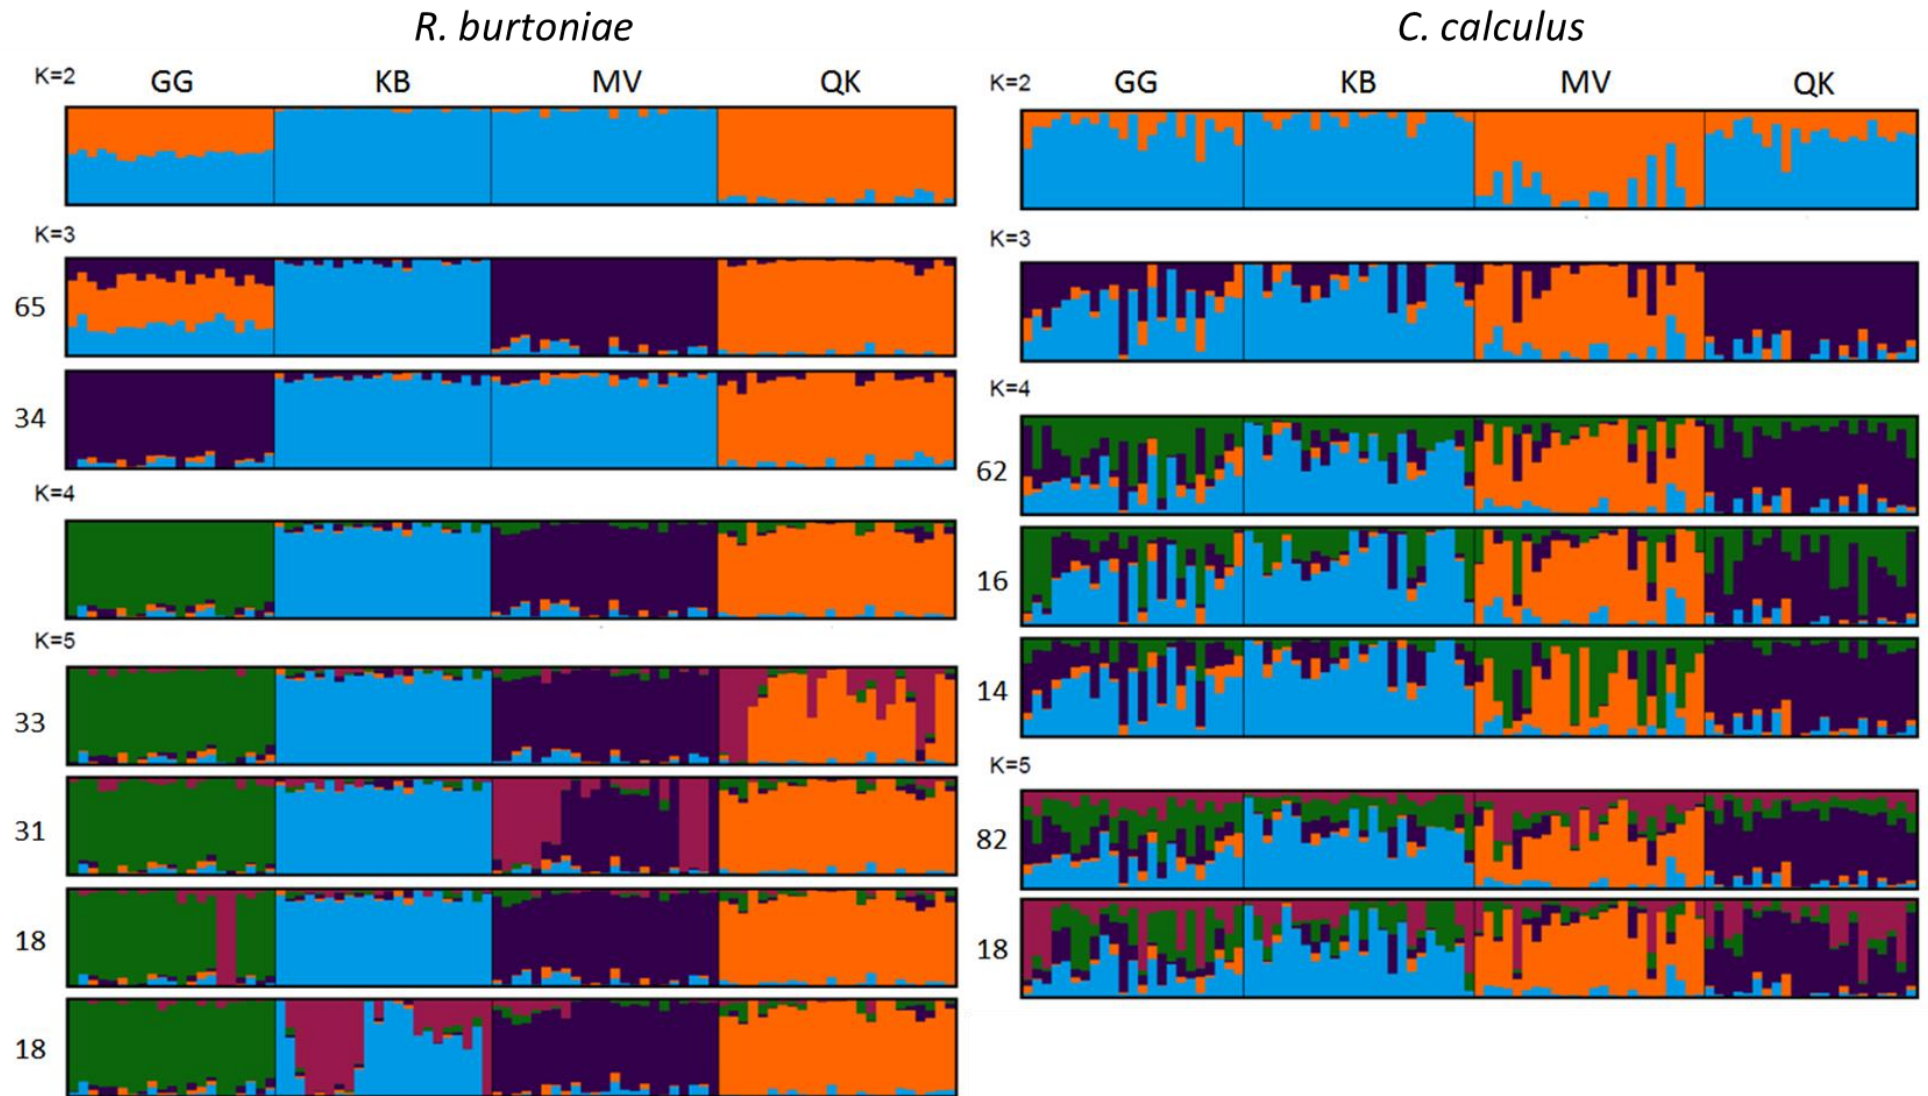 R. burtoniae
K=2
GG KB MV QK
K=3
65
34
K=4
K=5
33
31
18
18
C. calculus
K=2
GG KB MV QK
K=3
K=4
62
16
14
K=5
82
18